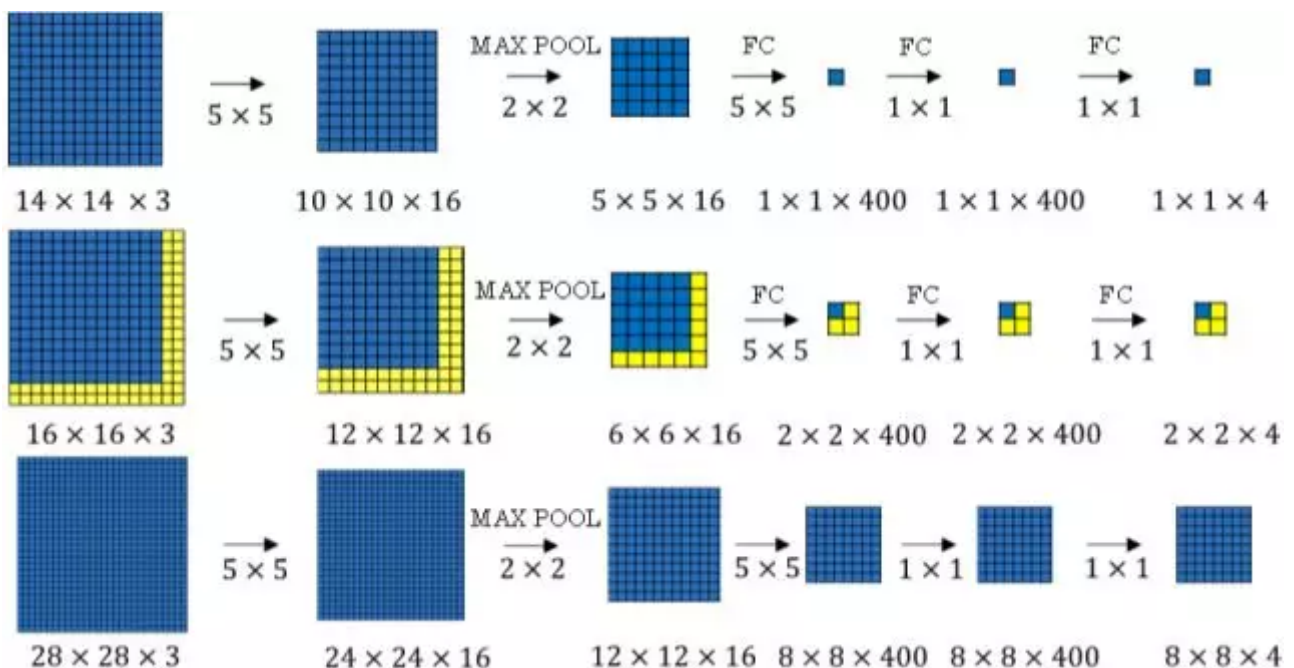 MAX POOL FC FC FC
5 × 5 2 × 2 5 × 5 1 × 1 1 × 1
14 × 14 × 3 10 × 10 × 16 5 × 5 × 16 1 × 1 × 400 1 × 1 × 400 1 × 1 × 4
MAX POOL FC FC FC
5 × 5 2 × 2 5 × 5 1 × 1 1 × 1
16 × 16 × 3 12 × 12 × 16 6 × 6 × 16 2 × 2 × 400 2 × 2 × 400 2 × 2 × 4
MAX POOL
5 × 5 2 × 2 5 × 5 1 × 1 1 × 1
28 × 28 × 3 24 × 24 × 16 12 × 12 × 16 8 × 8 × 400 8 × 8 × 400 8 × 8 × 4